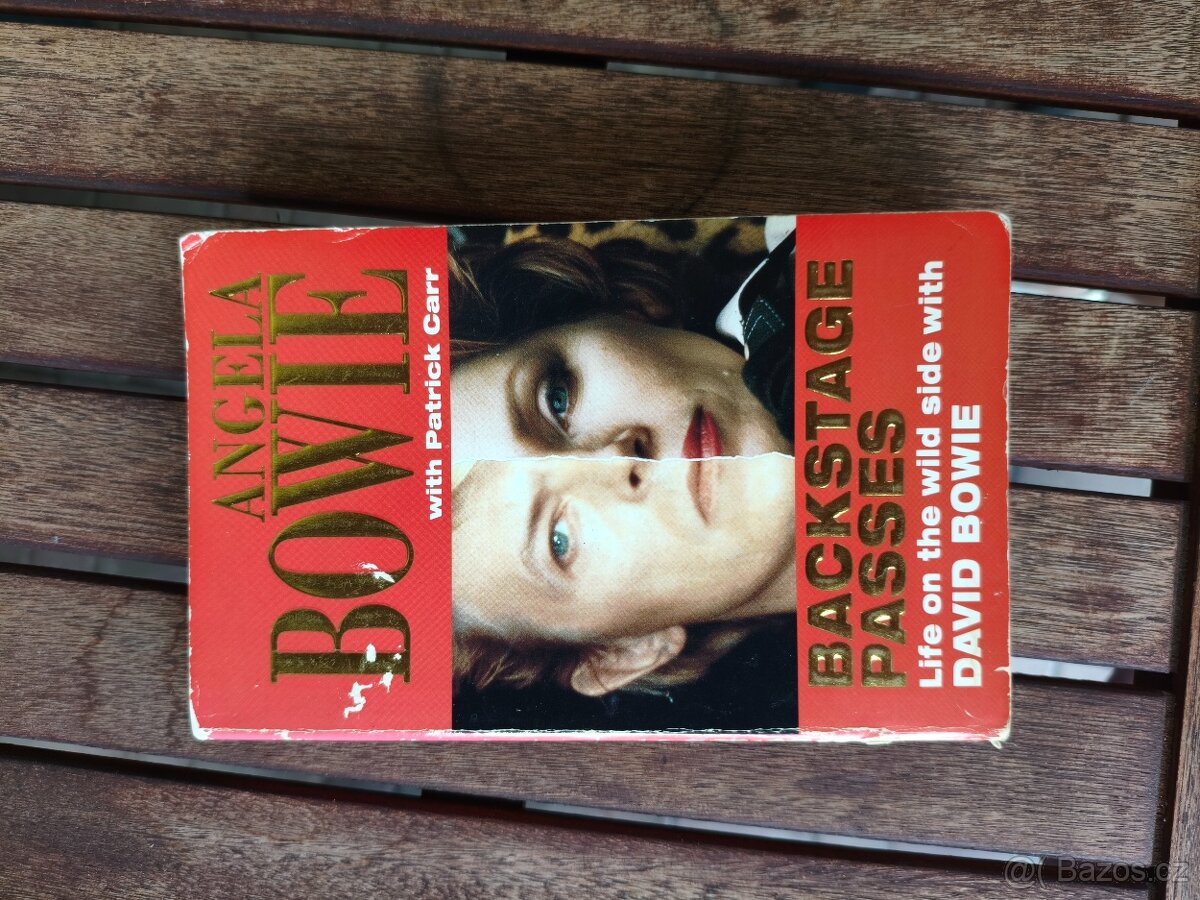 ANGELA
BOWIE
with Patrick Carr
BACKSTAGE
PASSES
Life on the wild side with
DAVID BOWIE
@( Bazos.cz